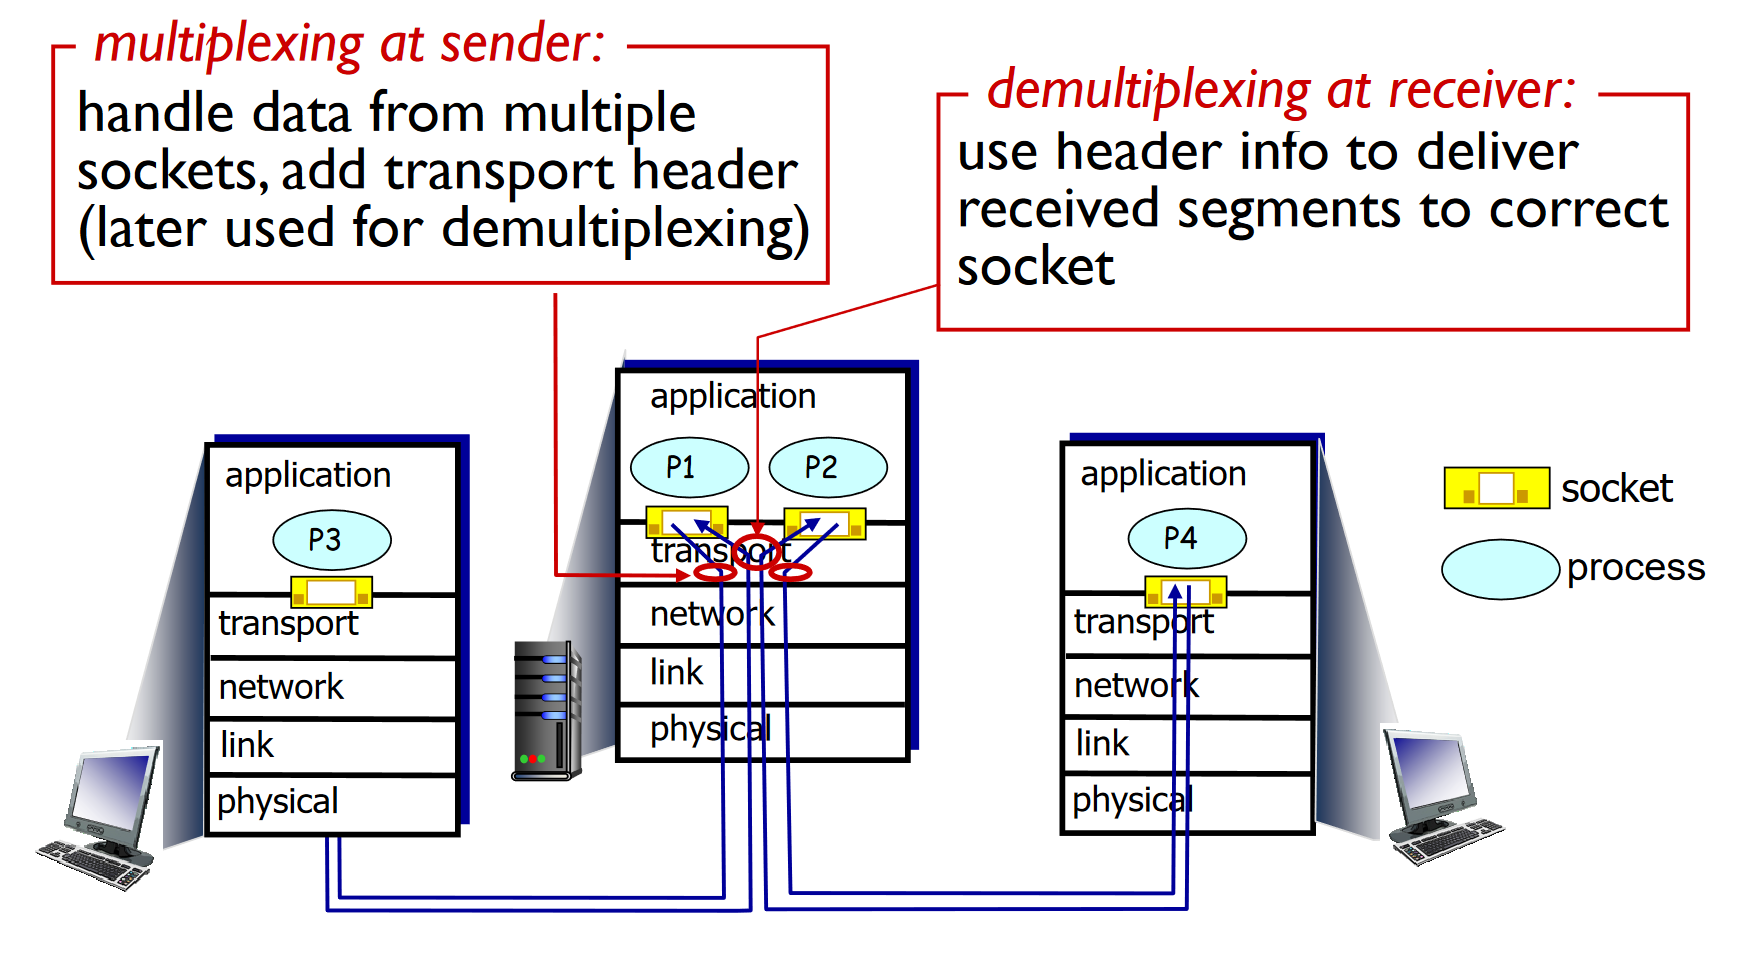 multiplexing at sender:
handle data from multiple
sockets, add transport header
(later used for demultiplexing)
demultiplexing at receiver:
use header info to deliver
received segments to correct
socket
application
P3
transport
network
link
physical
application
P1 P2
transport
network
link
physical
application
P4
transport
network
link
physical
socket
process